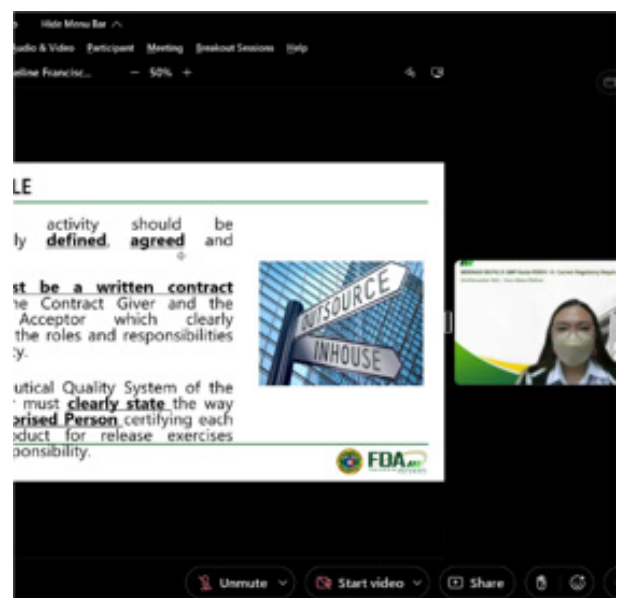 Hide Menu Bar
Audio & Video Participant Meeting Breakout Sessions Help
eline Francisc... − 50% +
LE
activity should be
ly defined, agreed and
st be a written contract
he Contract Giver and the
Acceptor which clearly
the roles and responsibilities
ty.
utical Quality System of the
must clearly state the way
orised Person certifying each
oduct for release exercises
ponsibility.
OUTSOURCE
INHOUSE
FDA
Unmute
Start video
Share